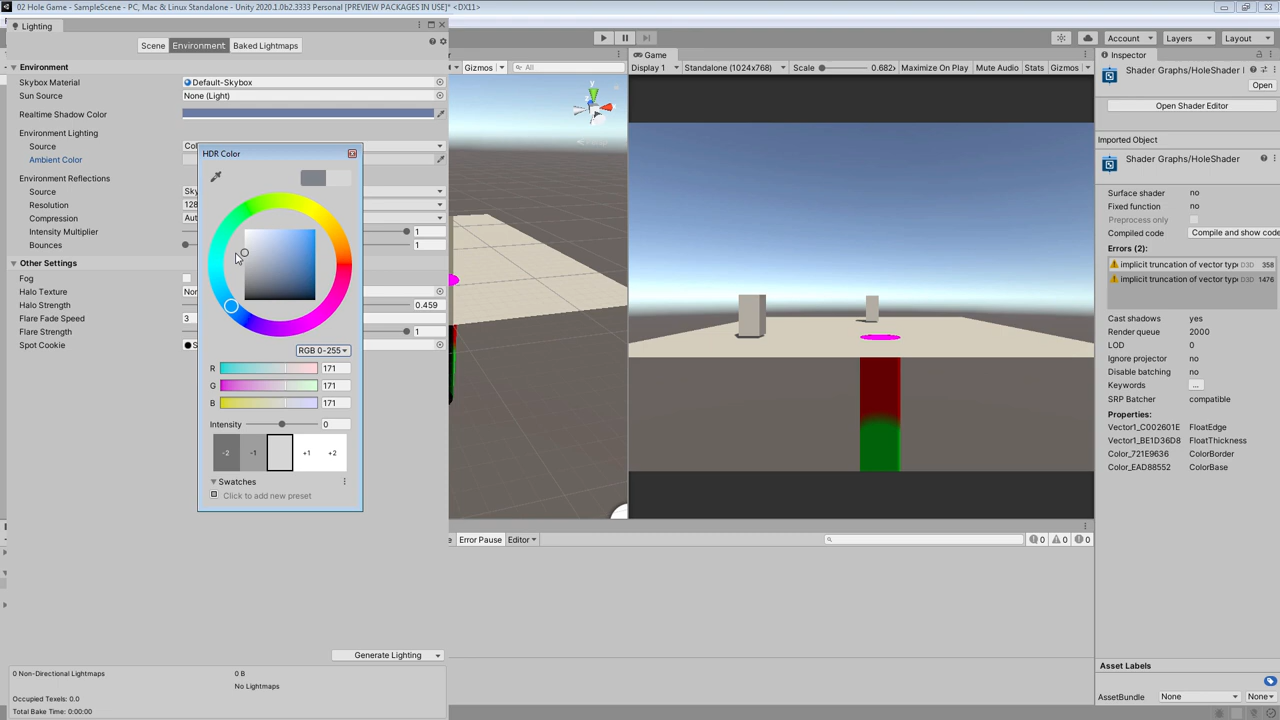 02 Hole Game - SampleScene - PC, Mac & Linux Standalone - Unity 2020.1.0b2.3333 Personal [PREVIEW PACKAGES IN USE]* <DX11>
Lighting
Scene Environment Baked Lightmaps
Environment
Skybox Material Default-Skybox
Sun Source None (Light)
Realtime Shadow Color
Environment Lighting
Source
Ambient Color
Environment Reflections
Source
Resolution 128
Compression
Intensity Multiplier 1
Bounces 1
Other Settings
Fog
Halo Texture
Halo Strength 0.459
Flare Fade Speed 3
Flare Strength 1
Spot Cookie
HDR Color
RGB 0-255
R 171
G 171
B 171
Intensity 0
-2 -1 +1 +2
Swatches
Click to add new preset
Generate Lighting
0 Non-Directional Lightmaps 0 B
No Lightmaps
Occupied Texels: 0.0
Total Bake Time: 0:00:00
Gizmos All
y
Error Pause Editor
0 0 0
Game
Display 1 Standalone (1024x768) Scale 0.682x Maximize On Play Mute Audio Stats Gizmos
Account Layers Layout
Inspector
Shader Graphs/HoleShader
Open
Open Shader Editor
Imported Object
Shader Graphs/HoleShader
Surface shader no
Fixed function no
Preprocess only
Compiled code Compile and show code
Errors (2):
implicit truncation of vector typ D3D 358
implicit truncation of vector typ D3D 1476
Cast shadows yes
Render queue 2000
LOD 0
Ignore projector no
Disable batching no
Keywords ...
SRP Batcher compatible
Properties:
Vector1_C002601E FloatEdge
Vector1_BE1D36D8 FloatThickness
Color_721E9636 ColorBorder
Color_EAD88552 ColorBase
Asset Labels
AssetBundle None None